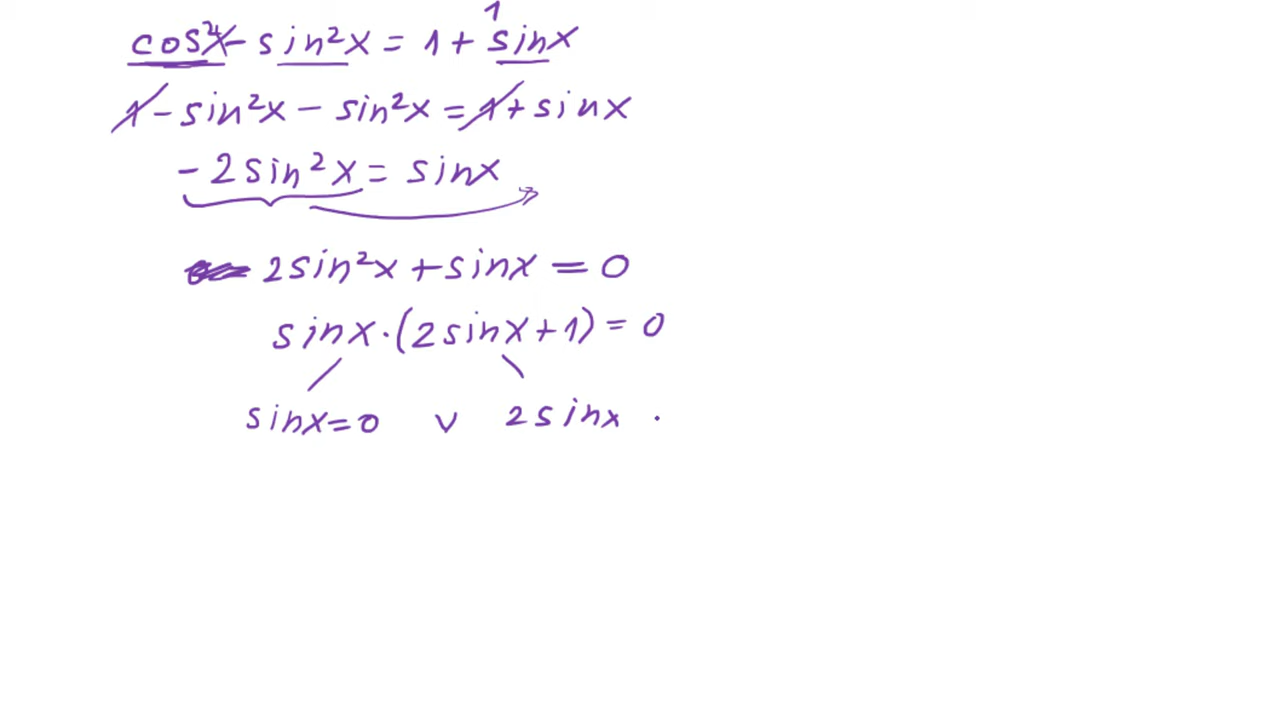 cos²x - sin²x = 1 + sin¹x
1 - sin²x - sin²x = 1 + sinx
-2sin²x = sinx
2sin²x + sinx = 0
sinx·(2sinx+1) = 0
sinx=0 v 2sinx